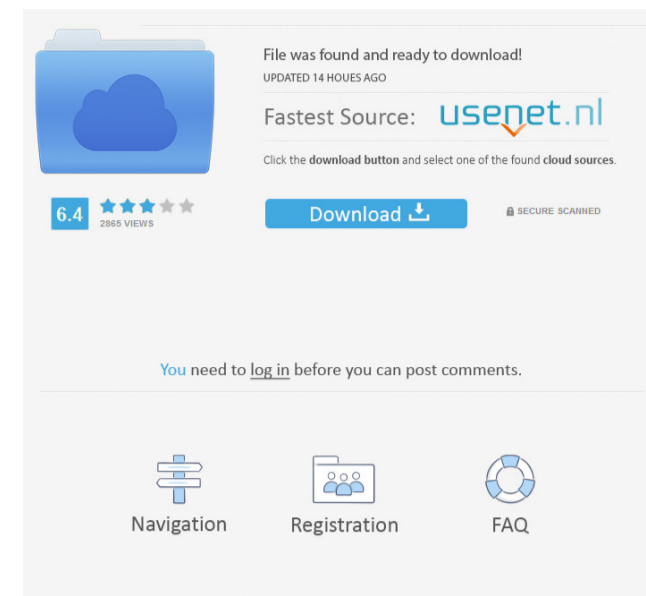 File was found and ready to download!
UPDATED 14 HOUES AGO
Fastest Source: usenet.nl
Click the download button and select one of the found cloud sources.
6.4
2865 VIEWS
Download
SECURE SCANNED
You need to log in before you can post comments.
Navigation
Registration
FAQ